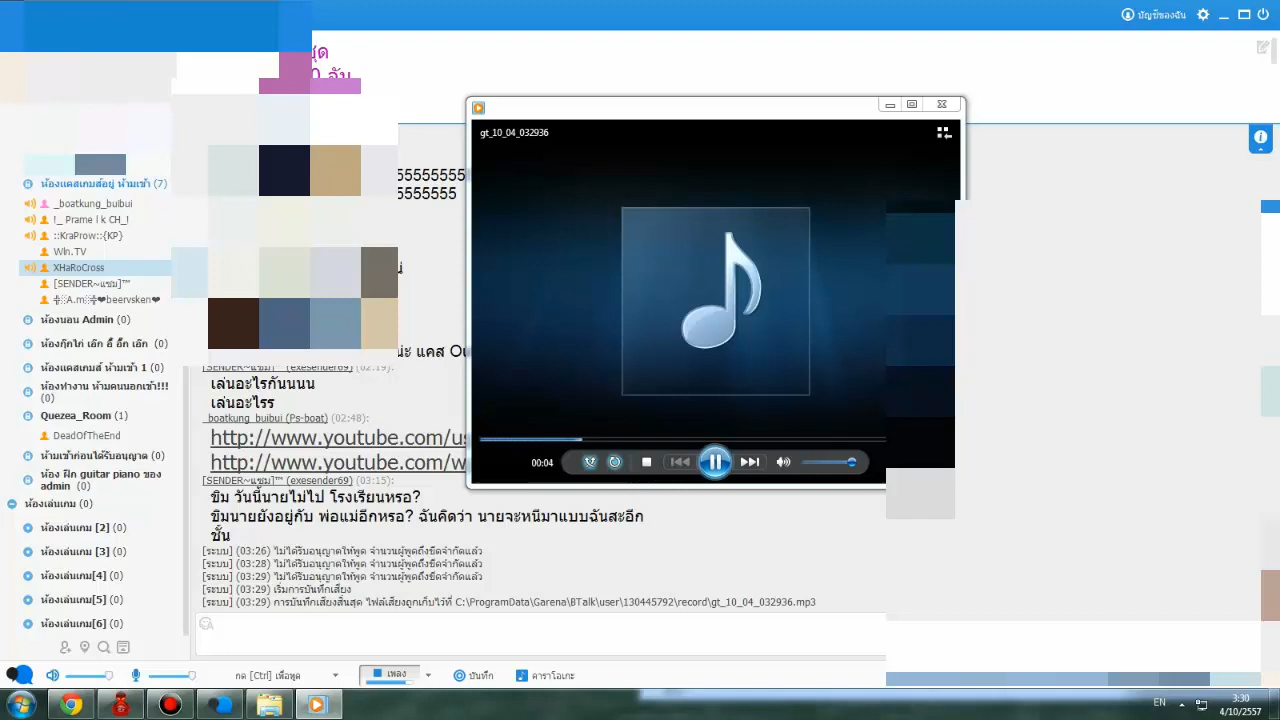 บัญชีของฉัน
5555555555
5555555
ห้องแคสเกมส์อยู่ ห้ามเข้า (7)
_boatkung_buibui
!_ Prame l k CH_!
::KraProw::{KP}
Wln.TV
XHaRoCross
[SENDER~แชม]™
ห้องนอน Admin (0)
ห้องกุ๊กไก่ เอ๊ก อี้ อี๊ก เอ๊ก (0)
ห้องแคสเกมส์ ห้ามเข้า 1 (0)
ห้องทำงาน ห้ามคนนอกเข้า!!! (0)
Quezea_Room (1)
DeadOfTheEnd
ห้ามเข้าก่อนได้รับอนุญาต (0)
ห้อง ฝึก guitar piano ของ
admin (0)
ห้องเล่นเกม (0)
ห้องเล่นเกม [2] (0)
ห้องเล่นเกม [3] (0)
ห้องเล่นเกม[4] (0)
ห้องเล่นเกม[5] (0)
ห้องเล่นเกม[6] (0)
gt_10_04_032936
00:04
[SENDER~แชม]™ (exesender69) (02:19):
เล่นอะไรกันนนน
เล่นอะไรร
_boatkung_buibui (Ps-boat) (02:48):
http://www.youtube.com/us
http://www.youtube.com/w
[SENDER~แชม]™ (exesender69) (03:15):
ขิม วันนี้นายไม่ไป โรงเรียนหรอ?
ขิมนายยังอยู่กับ พ่อแม่อีกหรอ? ฉันคิดว่า นายจะหนีมาแบบฉันสะอีก
ชั้น
[ระบบ] (03:26) ไม่ได้รับอนุญาตให้พูด จำนวนผู้พูดถึงขีดจำกัดแล้ว
[ระบบ] (03:28) ไม่ได้รับอนุญาตให้พูด จำนวนผู้พูดถึงขีดจำกัดแล้ว
[ระบบ] (03:29) ไม่ได้รับอนุญาตให้พูด จำนวนผู้พูดถึงขีดจำกัดแล้ว
[ระบบ] (03:29) เริ่มการบันทึกเสียง
[ระบบ] (03:29) การบันทึกเสียงสิ้นสุด ไฟล์เสียงถูกเก็บไว้ที่ C:\ProgramData\Garena\BTalk\user\130445792\record\gt_10_04_032936.mp3
กด [Ctrl] เพื่อพูด
เพลง
บันทึก
คาราโอเกะ
EN
3:30
4/10/2557